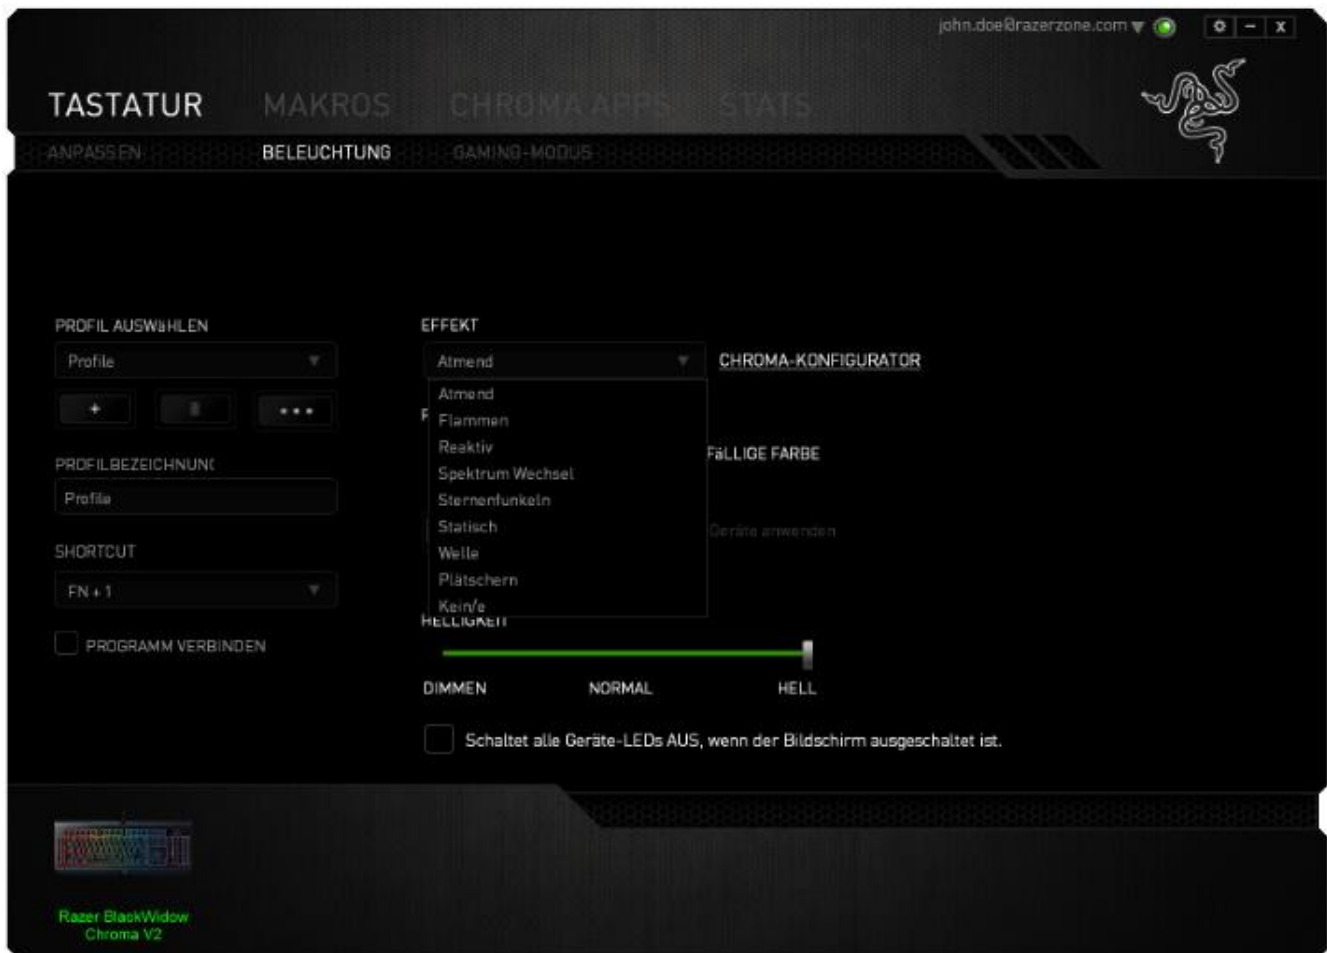 john.doe@razerzone.com
TASTATUR MAKROS CHROMA APPS STATS
ANPASSEN BELEUCHTUNG GAMING-MODUS
PROFIL AUSWäHLEN
Profile
+
PROFILBEZEICHNUN
Profile
SHORTCUT
FN + 1
PROGRAMM VERBINDEN
EFFEKT
Atmend
CHROMA-KONFIGURATOR
Atmend
Flammen
Reaktiv
Spektrum Wechsel
Sternenfunkeln
Statisch
Welle
Plätschern
Kein/e
FäLLIGE FARBE
Geräte anwenden
HELLIGKEIT
DIMMEN NORMAL HELL
Schaltet alle Geräte-LEDs AUS, wenn der Bildschirm ausgeschaltet ist.
Razer BlackWidow
Chroma V2